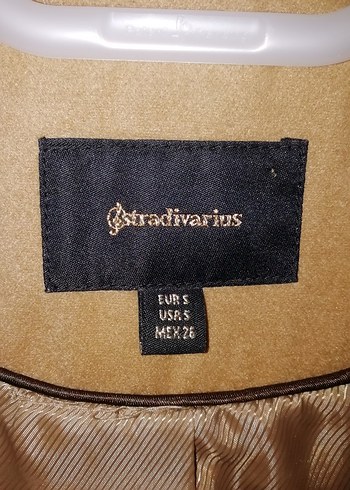 stradivarius
EUR S
USA S
MEX 26